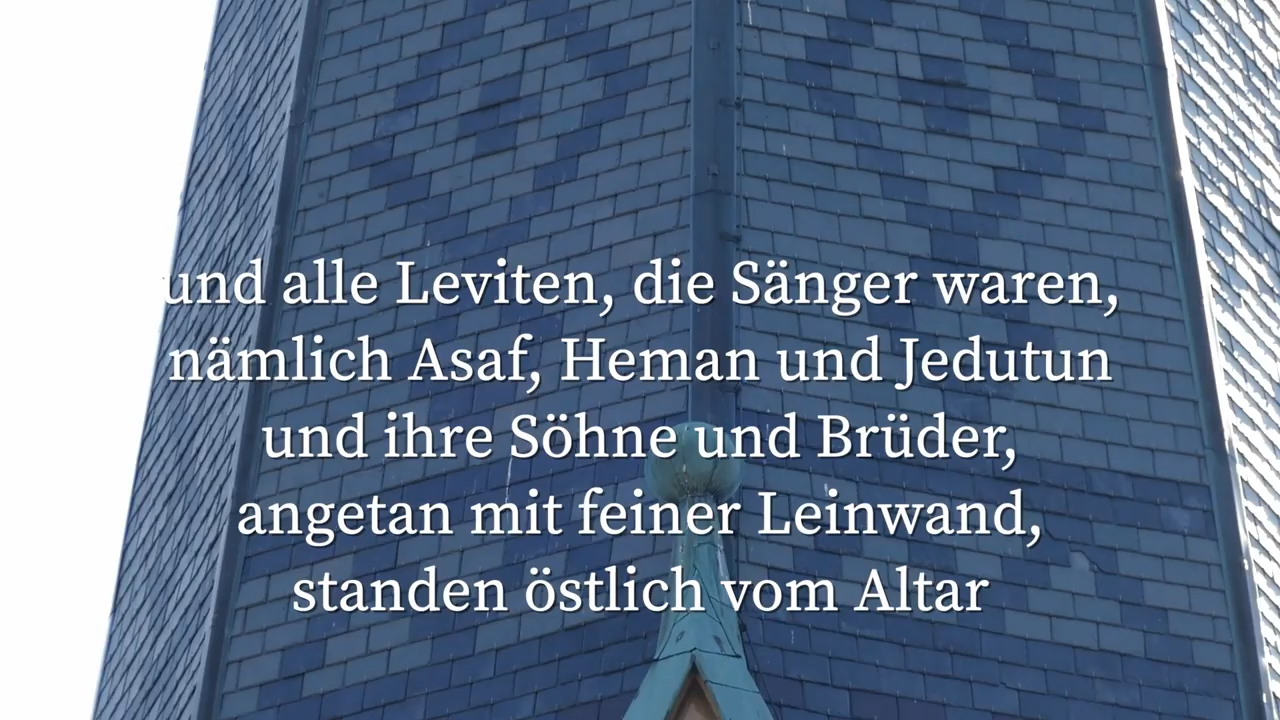 und alle Leviten, die Sänger waren,
nämlich Asaf, Heman und Jedutun
und ihre Söhne und Brüder,
angetan mit feiner Leinwand,
standen östlich vom Altar